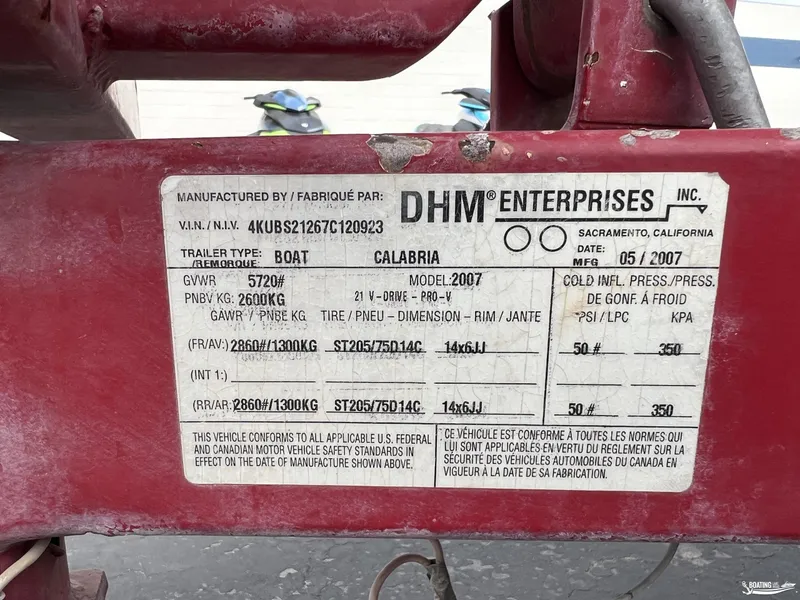 MANUFACTURED BY / FABRIQUÉ PAR: DHM® ENTERPRISES INC.
V.I.N. / N.I.V. 4KUBS21267C120923
SACRAMENTO, CALIFORNIA
TRAILER TYPE: /REMORQUE: BOAT CALABRIA
DATE: MFG 05 / 2007
GVWR 5720# MODEL: 2007
PNBV KG: 2600KG 21 V-DRIVE - PRO-V
COLD INFL. PRESS./PRESS.
DE GONF. À FROID
GAWR / PNBE KG TIRE / PNEU – DIMENSION – RIM / JANTE PSI / LPC KPA
(FR/AV:) 2860#/1300KG ST205/75D14C 14x6JJ 50 # 350
(INT 1:)
(RR/AR:) 2860#/1300KG ST205/75D14C 14x6JJ 50 # 350
THIS VEHICLE CONFORMS TO ALL APPLICABLE U.S. FEDERAL
AND CANADIAN MOTOR VEHICLE SAFETY STANDARDS IN
EFFECT ON THE DATE OF MANUFACTURE SHOWN ABOVE.
CE VÉHICULE EST CONFORME À TOUTES LES NORMES QUI
LUI SONT APPLICABLES EN VERTU DU REGLEMENT SUR LA
SÉCURITÉ DES VÉHICULES AUTOMOBILES DU CANADA EN
VIGUEUR À LA DATE DE SA FABRICATION.
BOATING